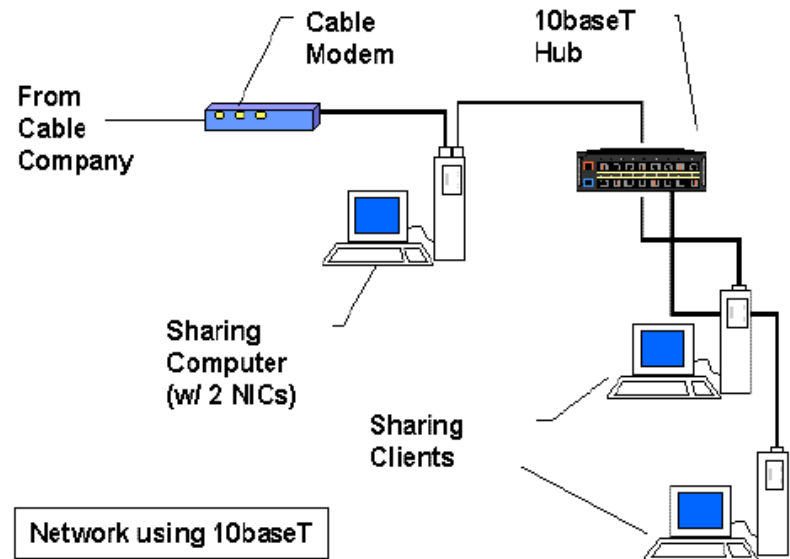 Cable
Modem
10baseT
Hub
From
Cable
Company
Sharing
Computer
(w/ 2 NICs)
Sharing
Clients
Network using 10baseT